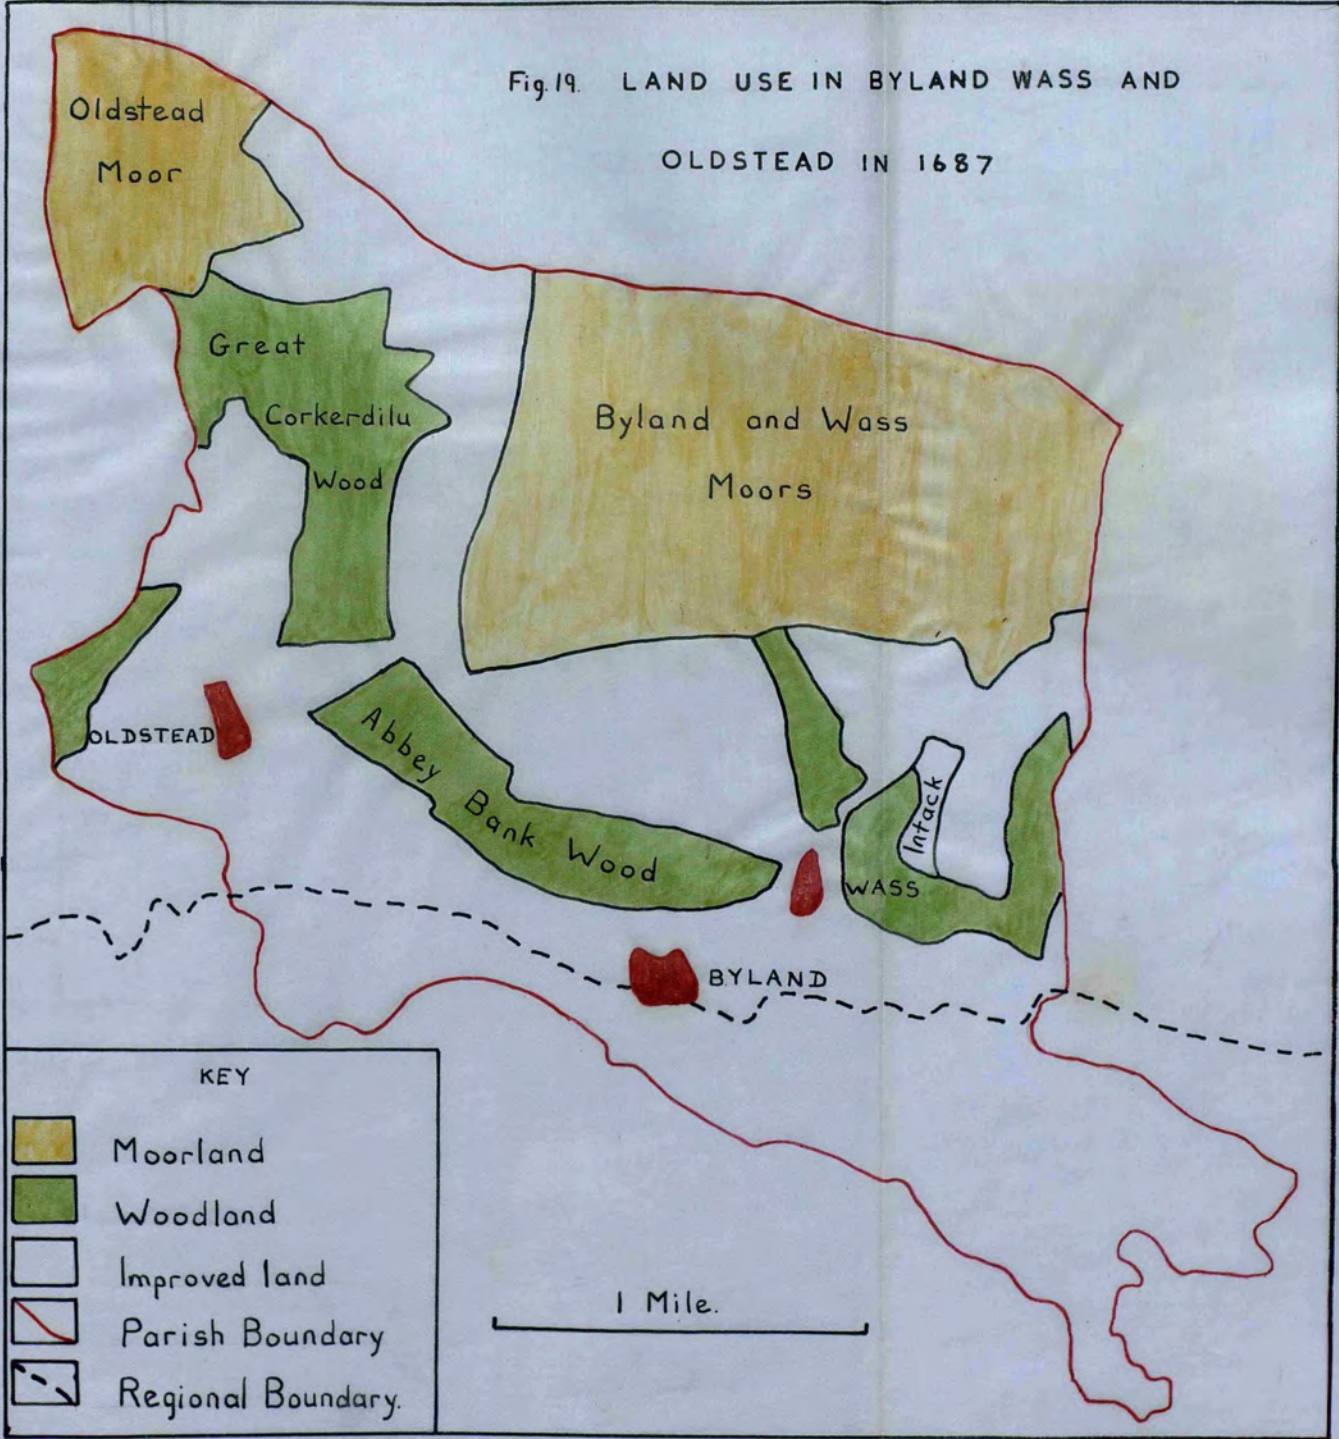 Fig. 19. LAND USE IN BYLAND WASS AND
OLDSTEAD IN 1687
Oldstead
Moor
Great
Corkerdilu
Wood
Byland and Wass
Moors
OLDSTEAD
Abbey Bank Wood
Intack
WASS
BYLAND
KEY
Moorland
Woodland
Improved land
Parish Boundary
Regional Boundary.
1 Mile.